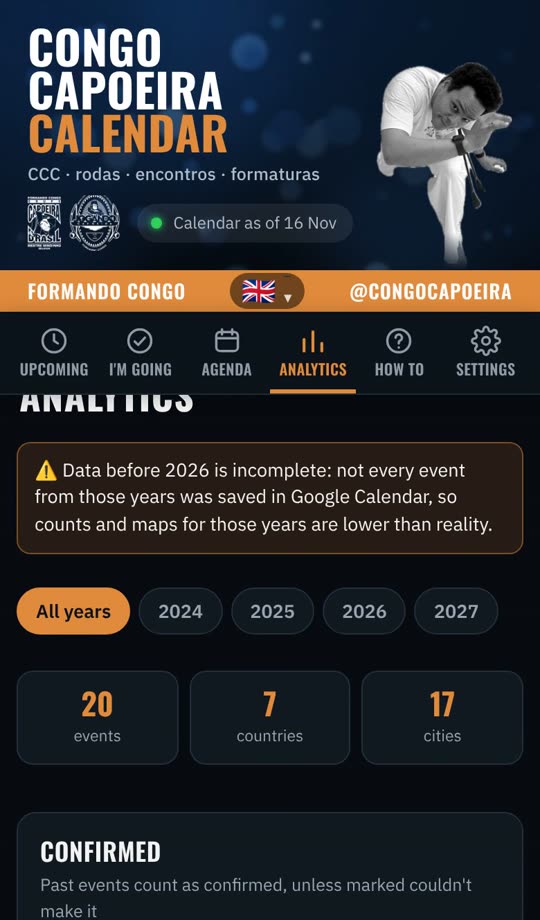 CONGO
CAPOEIRA
CALENDAR
CCC · rodas · encontros · formaturas
CAPOEIRA
BRASIL
Calendar as of 16 Nov
FORMANDO CONGO
@CONGOCAPOEIRA
UPCOMING
I'M GOING
AGENDA
ANALYTICS
HOW TO
SETTINGS
ANALYTICS
⚠️ Data before 2026 is incomplete: not every event
from those years was saved in Google Calendar, so
counts and maps for those years are lower than reality.
All years
2024
2025
2026
2027
20
events
7
countries
17
cities
CONFIRMED
Past events count as confirmed, unless marked couldn't
make it